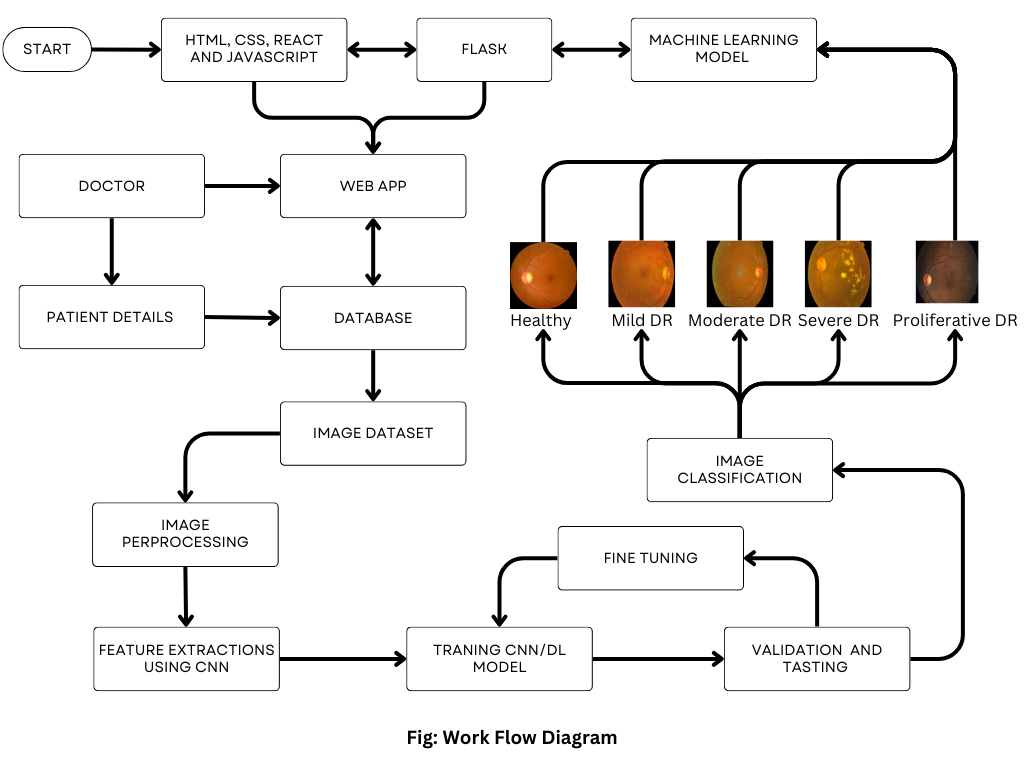 START
HTML, CSS, REACT
AND JAVASCRIPT
FLASK
MACHINE LEARNING
MODEL
DOCTOR
WEB APP
PATIENT DETAILS
DATABASE
Healthy
Mild DR
Moderate DR
Severe DR
Proliferative DR
IMAGE DATASET
IMAGE
CLASSIFICATION
IMAGE
PERPROCESSING
FINE TUNING
FEATURE EXTRACTIONS
USING CNN
TRANING CNN/DL
MODEL
VALIDATION AND
TASTING
Fig: Work Flow Diagram